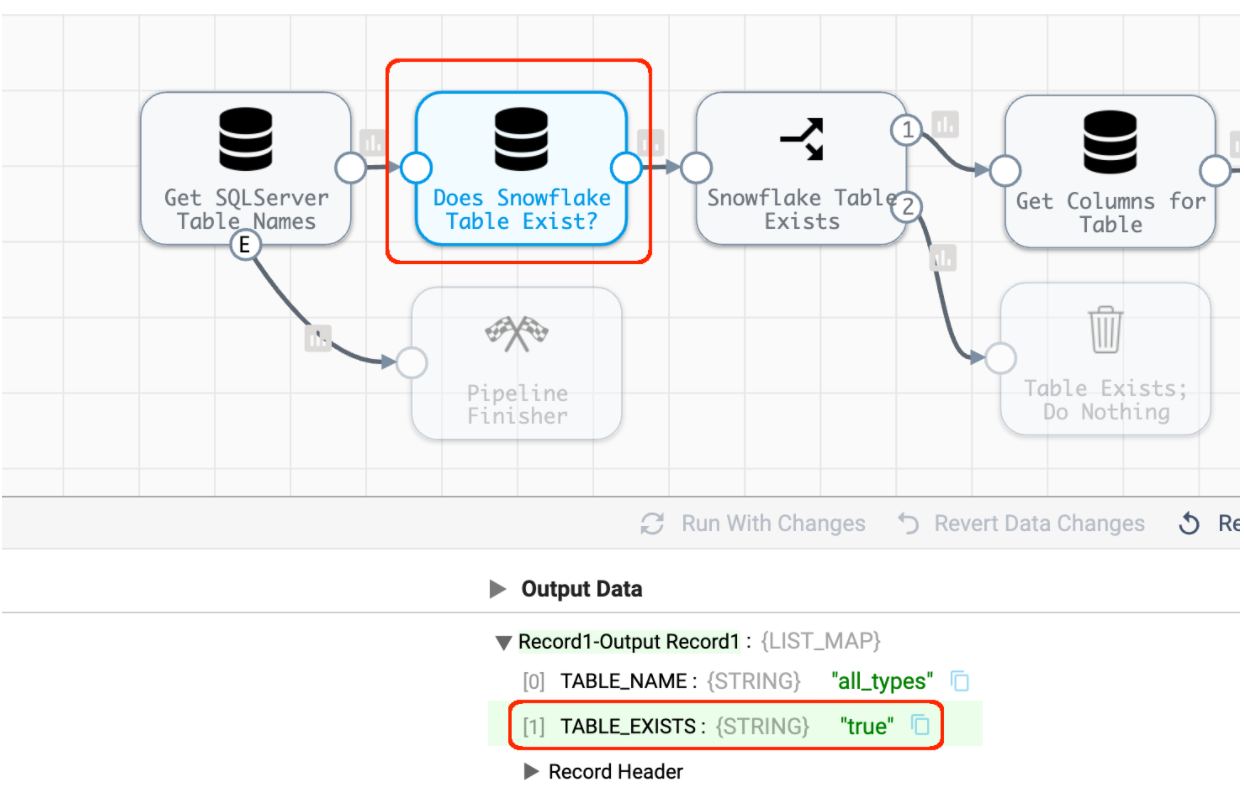 Get SQLServer
Table Names
E
Does Snowflake
Table Exist?
Snowflake Table
Exists
1
2
Get Columns for
Table
Pipeline
Finisher
Table Exists;
Do Nothing
Run With Changes
Revert Data Changes
Re
Output Data
Record1-Output Record1 : {LIST_MAP}
[0] TABLE_NAME : {STRING} "all_types"
[1] TABLE_EXISTS : {STRING} "true"
Record Header